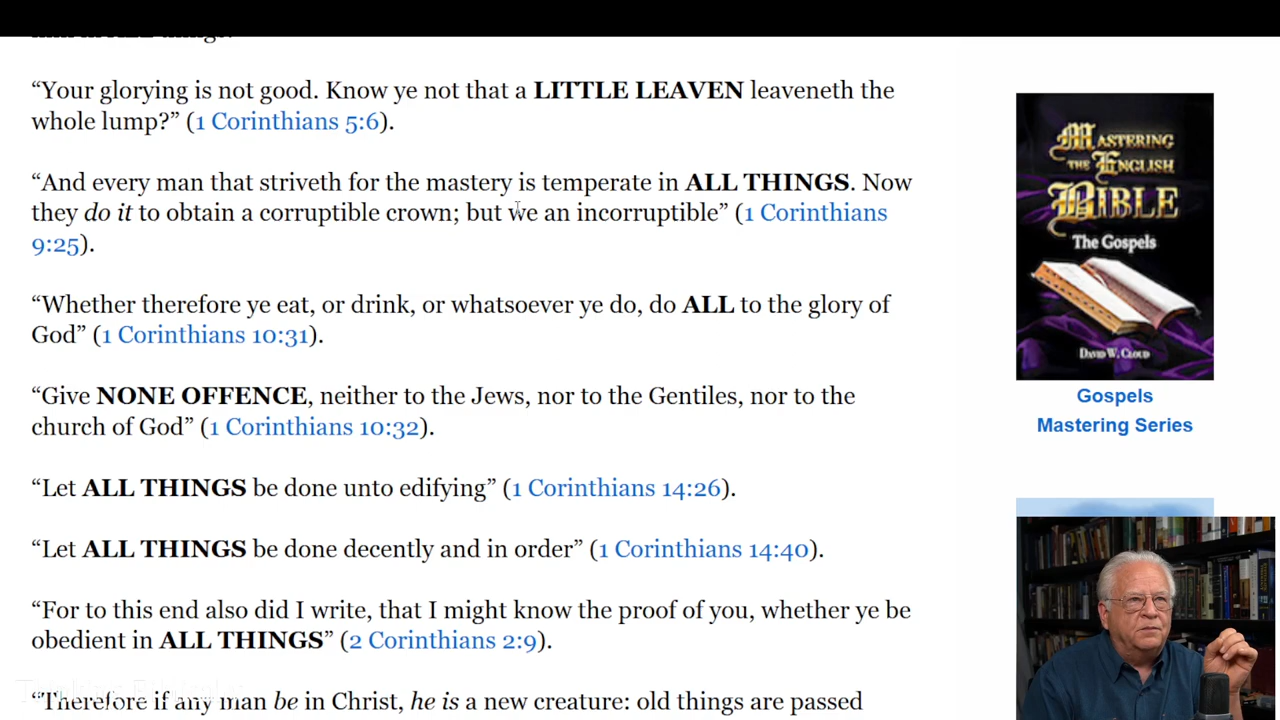 “Your glorying is not good. Know ye not that a LITTLE LEAVEN leaveneth the
whole lump?” (1 Corinthians 5:6).
“And every man that striveth for the mastery is temperate in ALL THINGS. Now
they do it to obtain a corruptible crown; but we an incorruptible” (1 Corinthians
9:25).
“Whether therefore ye eat, or drink, or whatsoever ye do, do ALL to the glory of
God” (1 Corinthians 10:31).
“Give NONE OFFENCE, neither to the Jews, nor to the Gentiles, nor to the
church of God” (1 Corinthians 10:32).
“Let ALL THINGS be done unto edifying” (1 Corinthians 14:26).
“Let ALL THINGS be done decently and in order” (1 Corinthians 14:40).
“For to this end also did I write, that I might know the proof of you, whether ye be
obedient in ALL THINGS” (2 Corinthians 2:9).
“Therefore if any man be in Christ, he is a new creature: old things are passed
MASTERING
THE ENGLISH
BIBLE
The Gospels
DAVID W. CLOUD
Gospels
Mastering Series